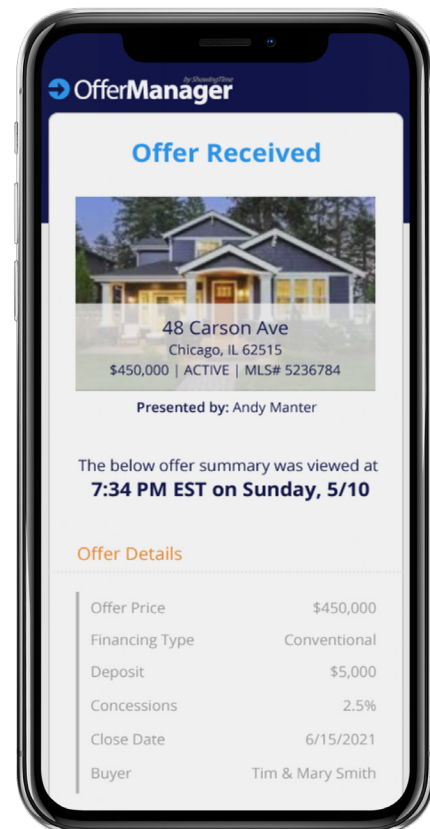 by ShowingTime
OfferManager
Offer Received
48 Carson Ave
Chicago, IL 62515
$450,000 | ACTIVE | MLS# 5236784
Presented by: Andy Manter
The below offer summary was viewed at
7:34 PM EST on Sunday, 5/10
Offer Details
Offer Price $450,000
Financing Type Conventional
Deposit $5,000
Concessions 2.5%
Close Date 6/15/2021
Buyer Tim & Mary Smith